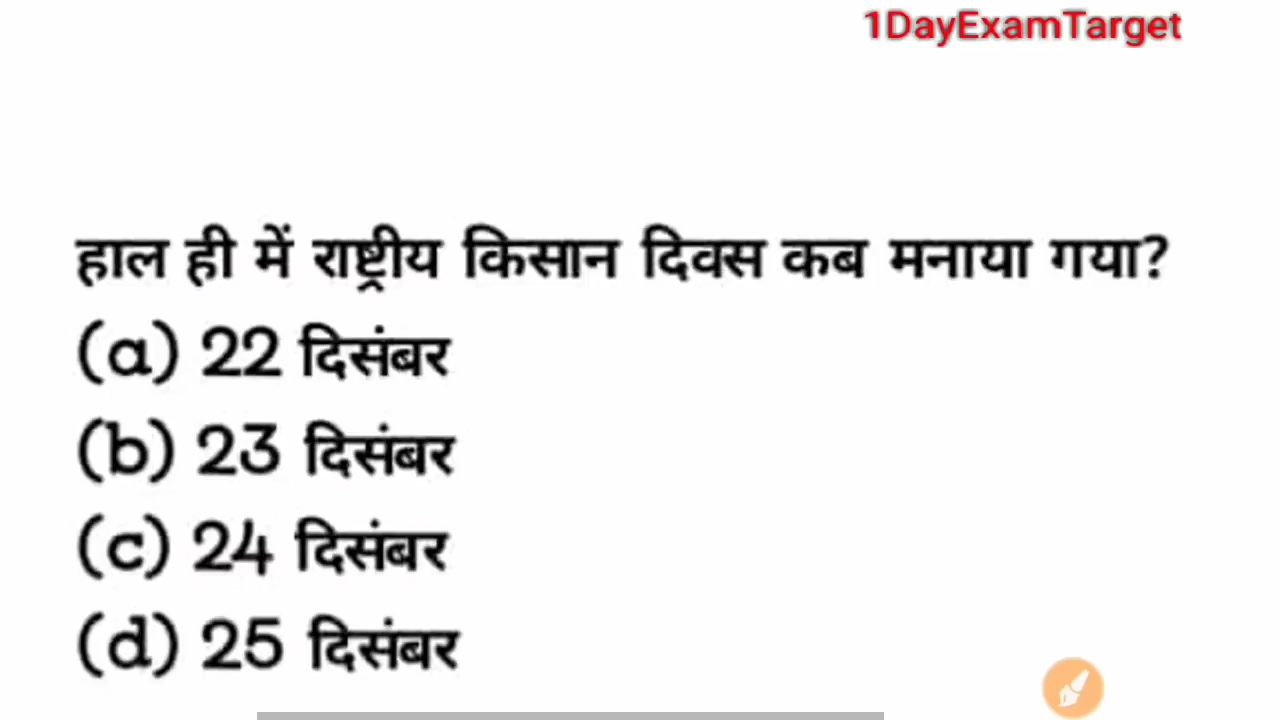 1DayExamTarget
हाल ही में राष्ट्रीय किसान दिवस कब मनाया गया?
(a) 22 दिसंबर
(b) 23 दिसंबर
(c) 24 दिसंबर
(d) 25 दिसंबर